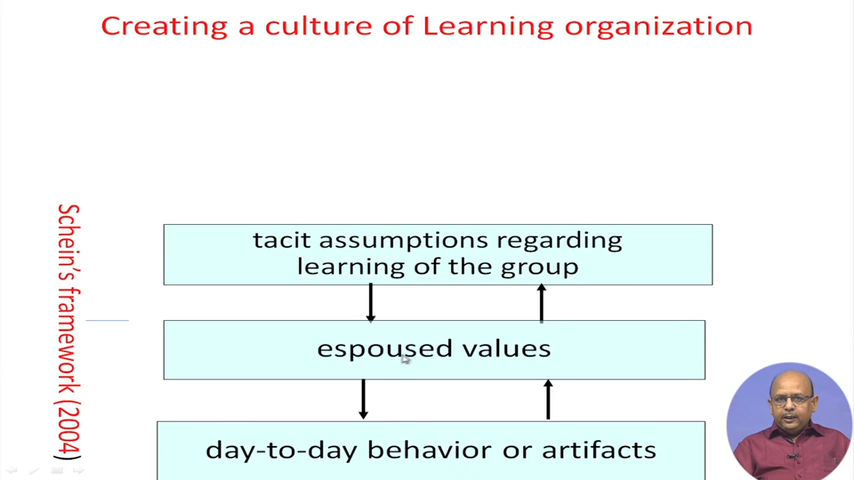 Creating a culture of Learning organization
Schein's framework (2004)
tacit assumptions regarding
learning of the group
espoused values
day-to-day behavior or artifacts